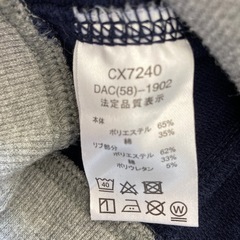 CX7240
DAC(58)-1902
法定品質表示
本体
ポリエステル 65%
綿 35%
リブ部分
ポリエステル 62%
綿 33%
ポリウレタン 5%
40